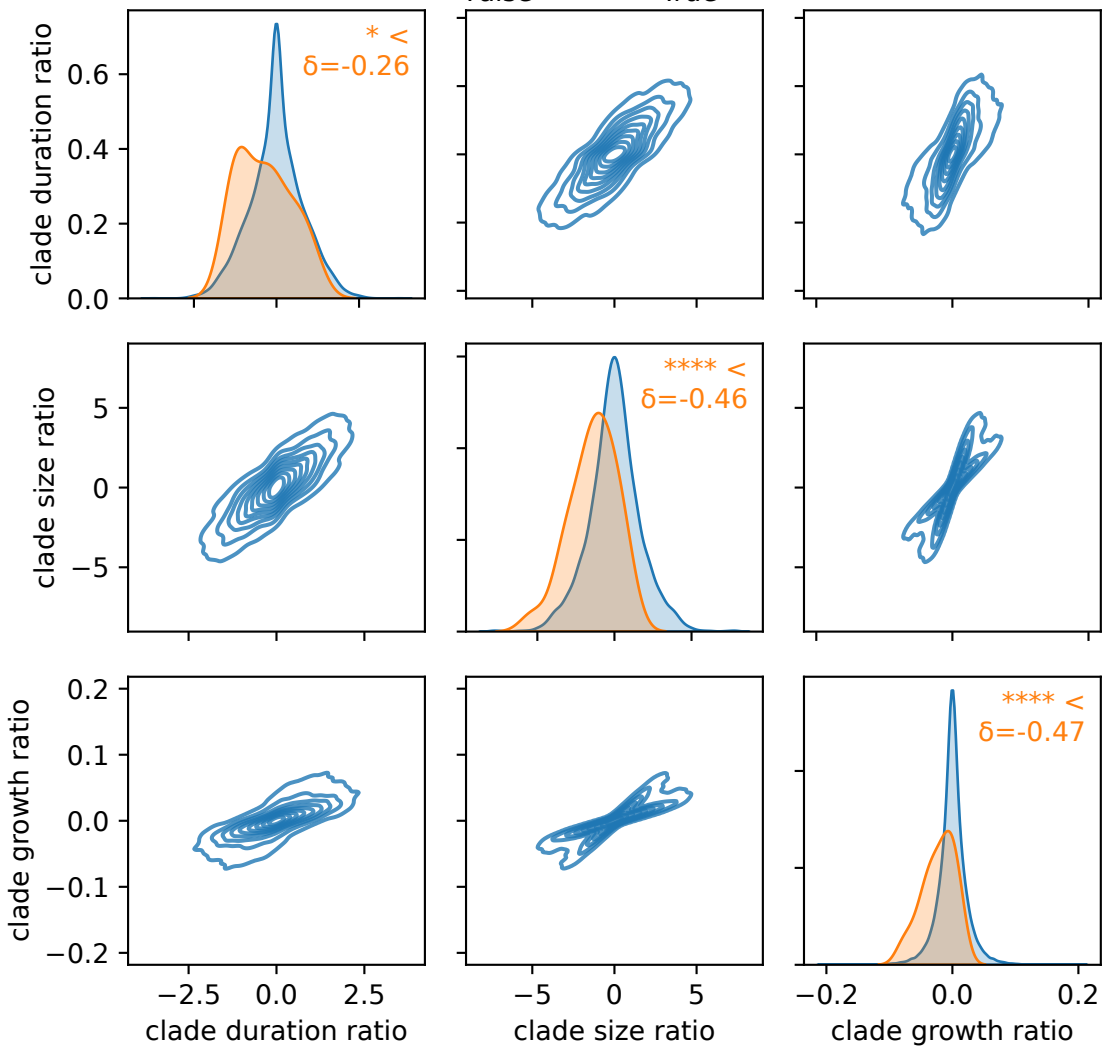 clade duration ratio
0.6
0.4
0.2
0.0
* <
δ=-0.26
clade size ratio
5
0
−5
**** <
δ=-0.46
clade growth ratio
0.2
0.1
0.0
−0.1
−0.2
**** <
δ=-0.47
−2.5 0.0 2.5
−5 0 5
−0.2 0.0 0.2
clade duration ratio
clade size ratio
clade growth ratio